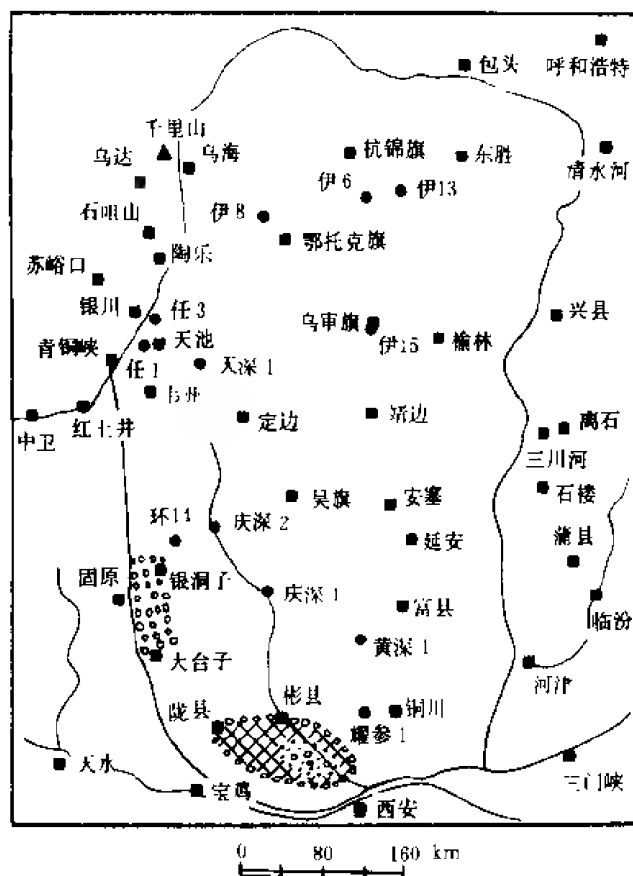 呼和浩特
包头
千里山
乌达
乌海
杭锦旗
东胜
清水河
伊6
伊13
石咀山
伊8
鄂托克旗
陶乐
苏峪口
银川
任3
乌审旗
兴县
青铜峡
天池
伊15
榆林
任1
天深1
韦州
红土井
定边
靖边
离石
中卫
三川河
吴旗
安塞
石楼
环14
庆深2
延安
蒲县
固原
银洞子
庆深1
富县
临汾
黄深1
大台子
河津
陇县
彬县
铜川
耀参1
天水
宝鸡
三门峡
西安
0 80 160 km